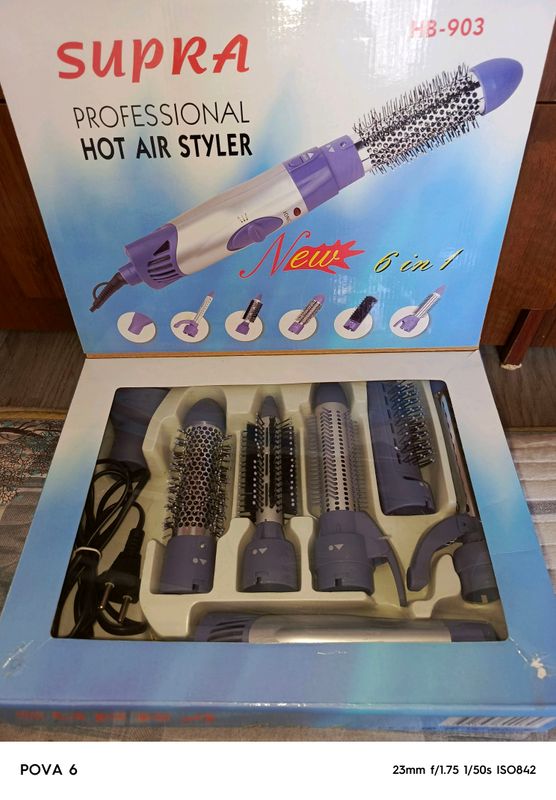 SUPRA
HB-903
PROFESSIONAL
HOT AIR STYLER
New 6 in 1
POVA 6
23mm f/1.75 1/50s ISO842